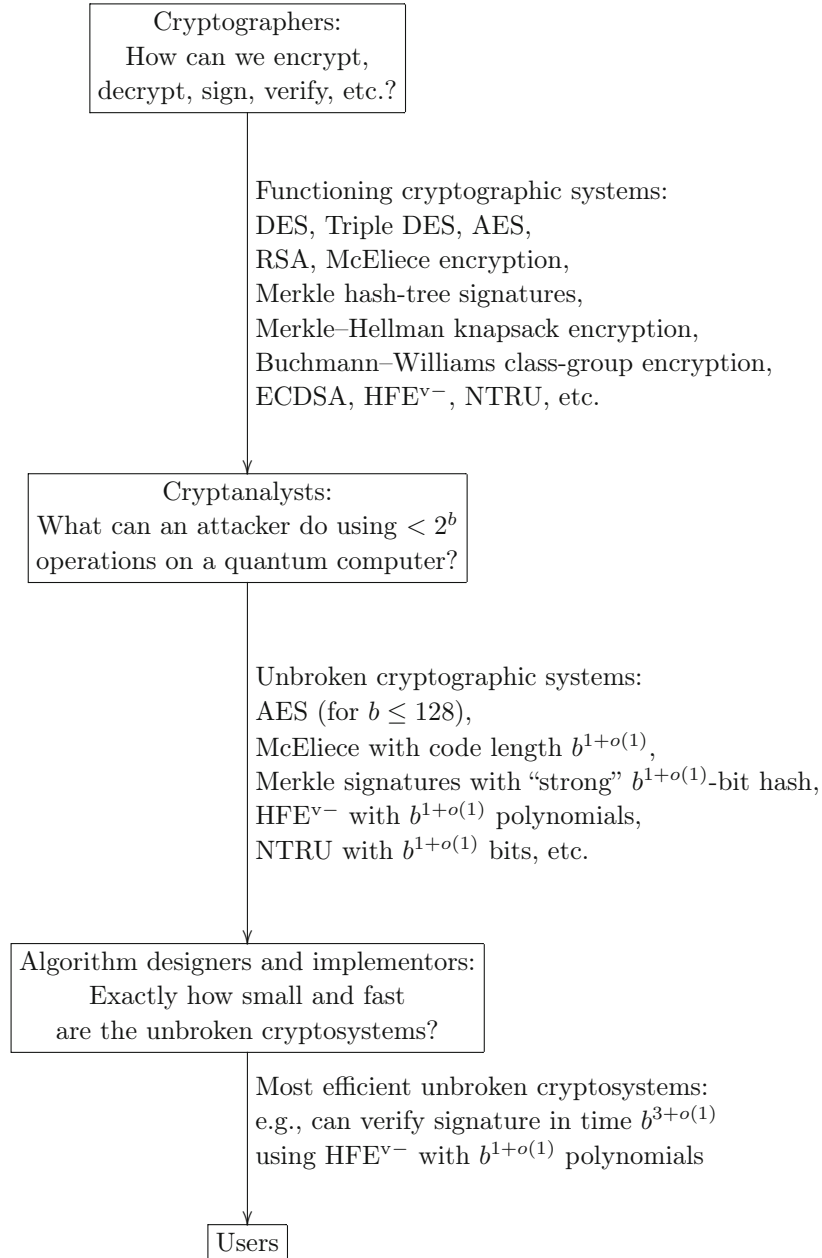 Cryptographers:
How can we encrypt,
decrypt, sign, verify, etc.?
Functioning cryptographic systems:
DES, Triple DES, AES,
RSA, McEliece encryption,
Merkle hash-tree signatures,
Merkle–Hellman knapsack encryption,
Buchmann–Williams class-group encryption,
ECDSA, HFE^{v−}, NTRU, etc.
Cryptanalysts:
What can an attacker do using < 2^b
operations on a quantum computer?
Unbroken cryptographic systems:
AES (for b ≤ 128),
McEliece with code length b^{1+o(1)},
Merkle signatures with “strong” b^{1+o(1)}-bit hash,
HFE^{v−} with b^{1+o(1)} polynomials,
NTRU with b^{1+o(1)} bits, etc.
Algorithm designers and implementors:
Exactly how small and fast
are the unbroken cryptosystems?
Most efficient unbroken cryptosystems:
e.g., can verify signature in time b^{3+o(1)}
using HFE^{v−} with b^{1+o(1)} polynomials
Users